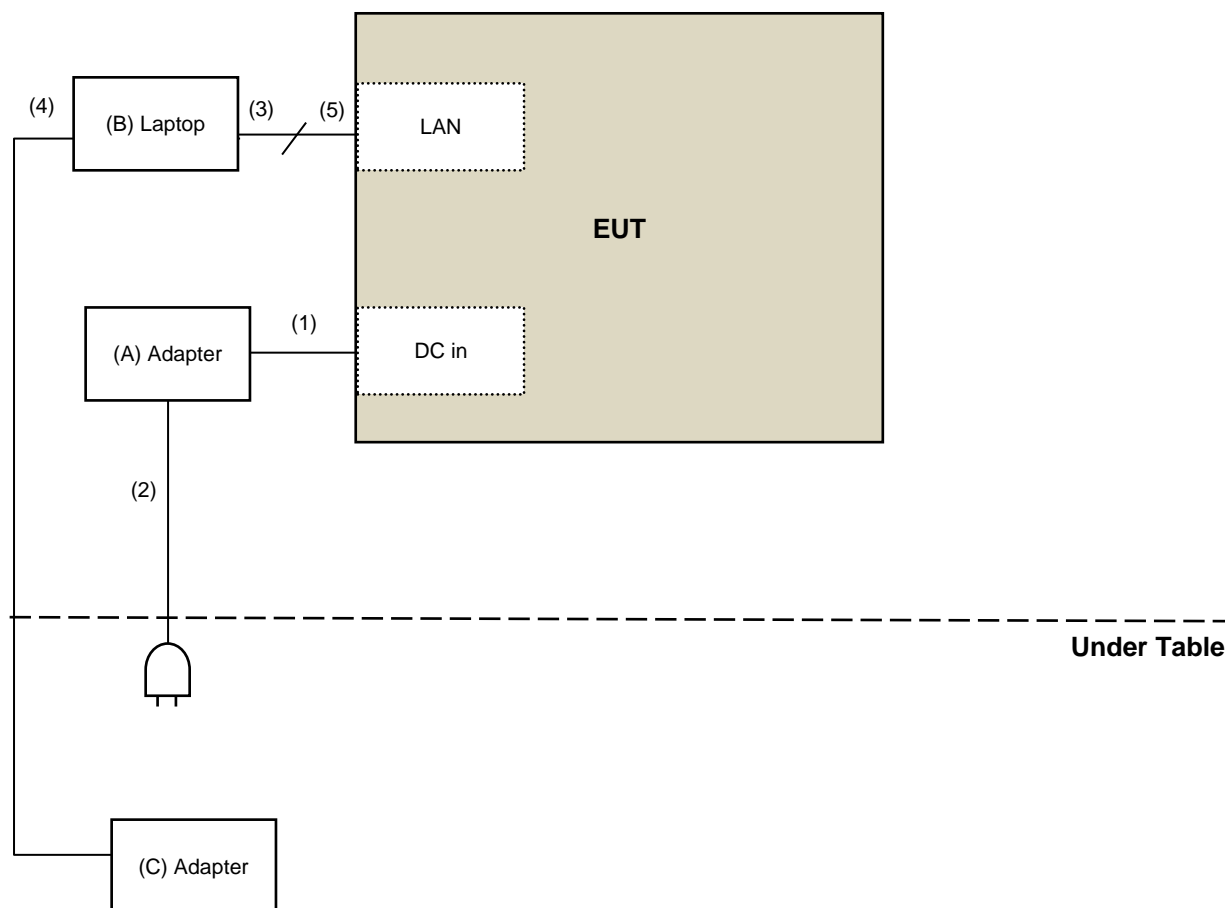 (4)
(B) Laptop
(3)
(5)
LAN
EUT
(A) Adapter
(1)
DC in
(2)
Under Table
(C) Adapter